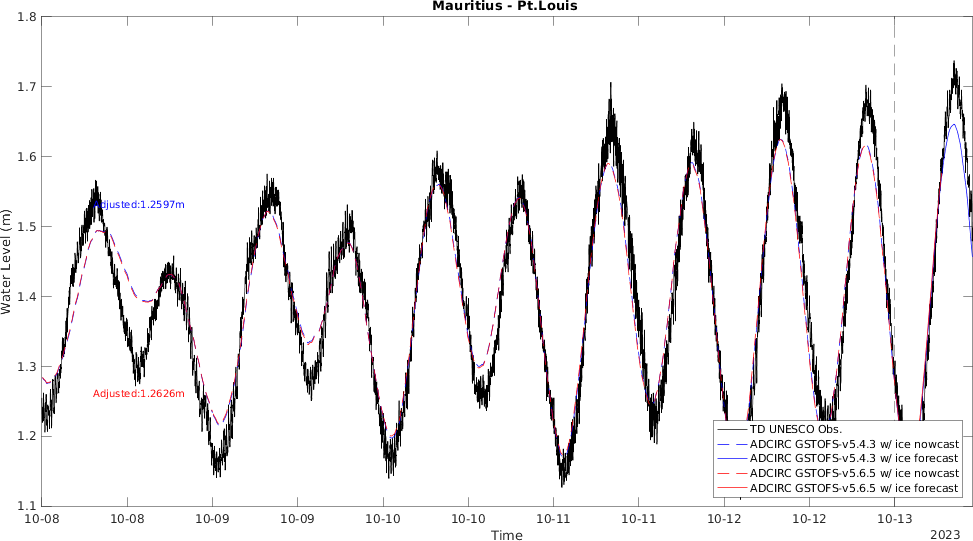 Mauritius - Pt.Louis
Water Level (m)
1.8
1.7
1.6
1.5
1.4
1.3
1.2
1.1
Adjusted:1.2597m
Adjusted:1.2626m
TD UNESCO Obs.
ADCIRC GSTOFS-v5.4.3 w/ ice nowcast
ADCIRC GSTOFS-v5.4.3 w/ ice forecast
ADCIRC GSTOFS-v5.6.5 w/ ice nowcast
ADCIRC GSTOFS-v5.6.5 w/ ice forecast
10-08 10-08 10-09 10-09 10-10 10-10 10-11 10-11 10-12 10-12 10-13
Time
2023